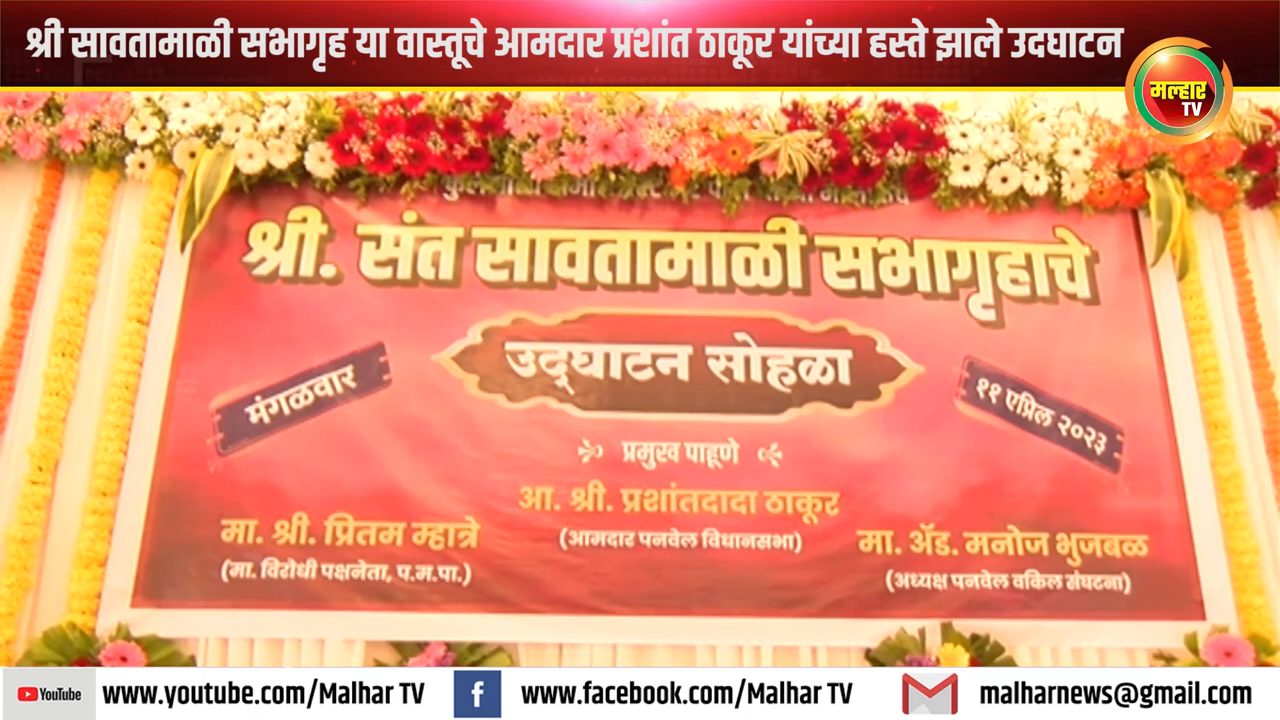 श्री सावतामाळी सभागृह या वास्तूचे आमदार प्रशांत ठाकूर यांच्या हस्ते झाले उदघाटन
मल्हार
TV
श्री. संत सावतामाळी सभागृहाचे
उद्घाटन सोहळा
मंगळवार
११ एप्रिल २०२३
प्रमुख पाहूणे
आ. श्री. प्रशांतदादा ठाकूर
(आमदार पनवेल विधानसभा)
मा. श्री. प्रितम म्हात्रे
(मा. विरोधी पक्षनेता, प.म.पा.)
मा. ॲड. मनोज भुजबळ
(अध्यक्ष पनवेल वकिल संघटना)
YouTube www.youtube.com/Malhar TV
www.facebook.com/Malhar TV
malharnews@gmail.com